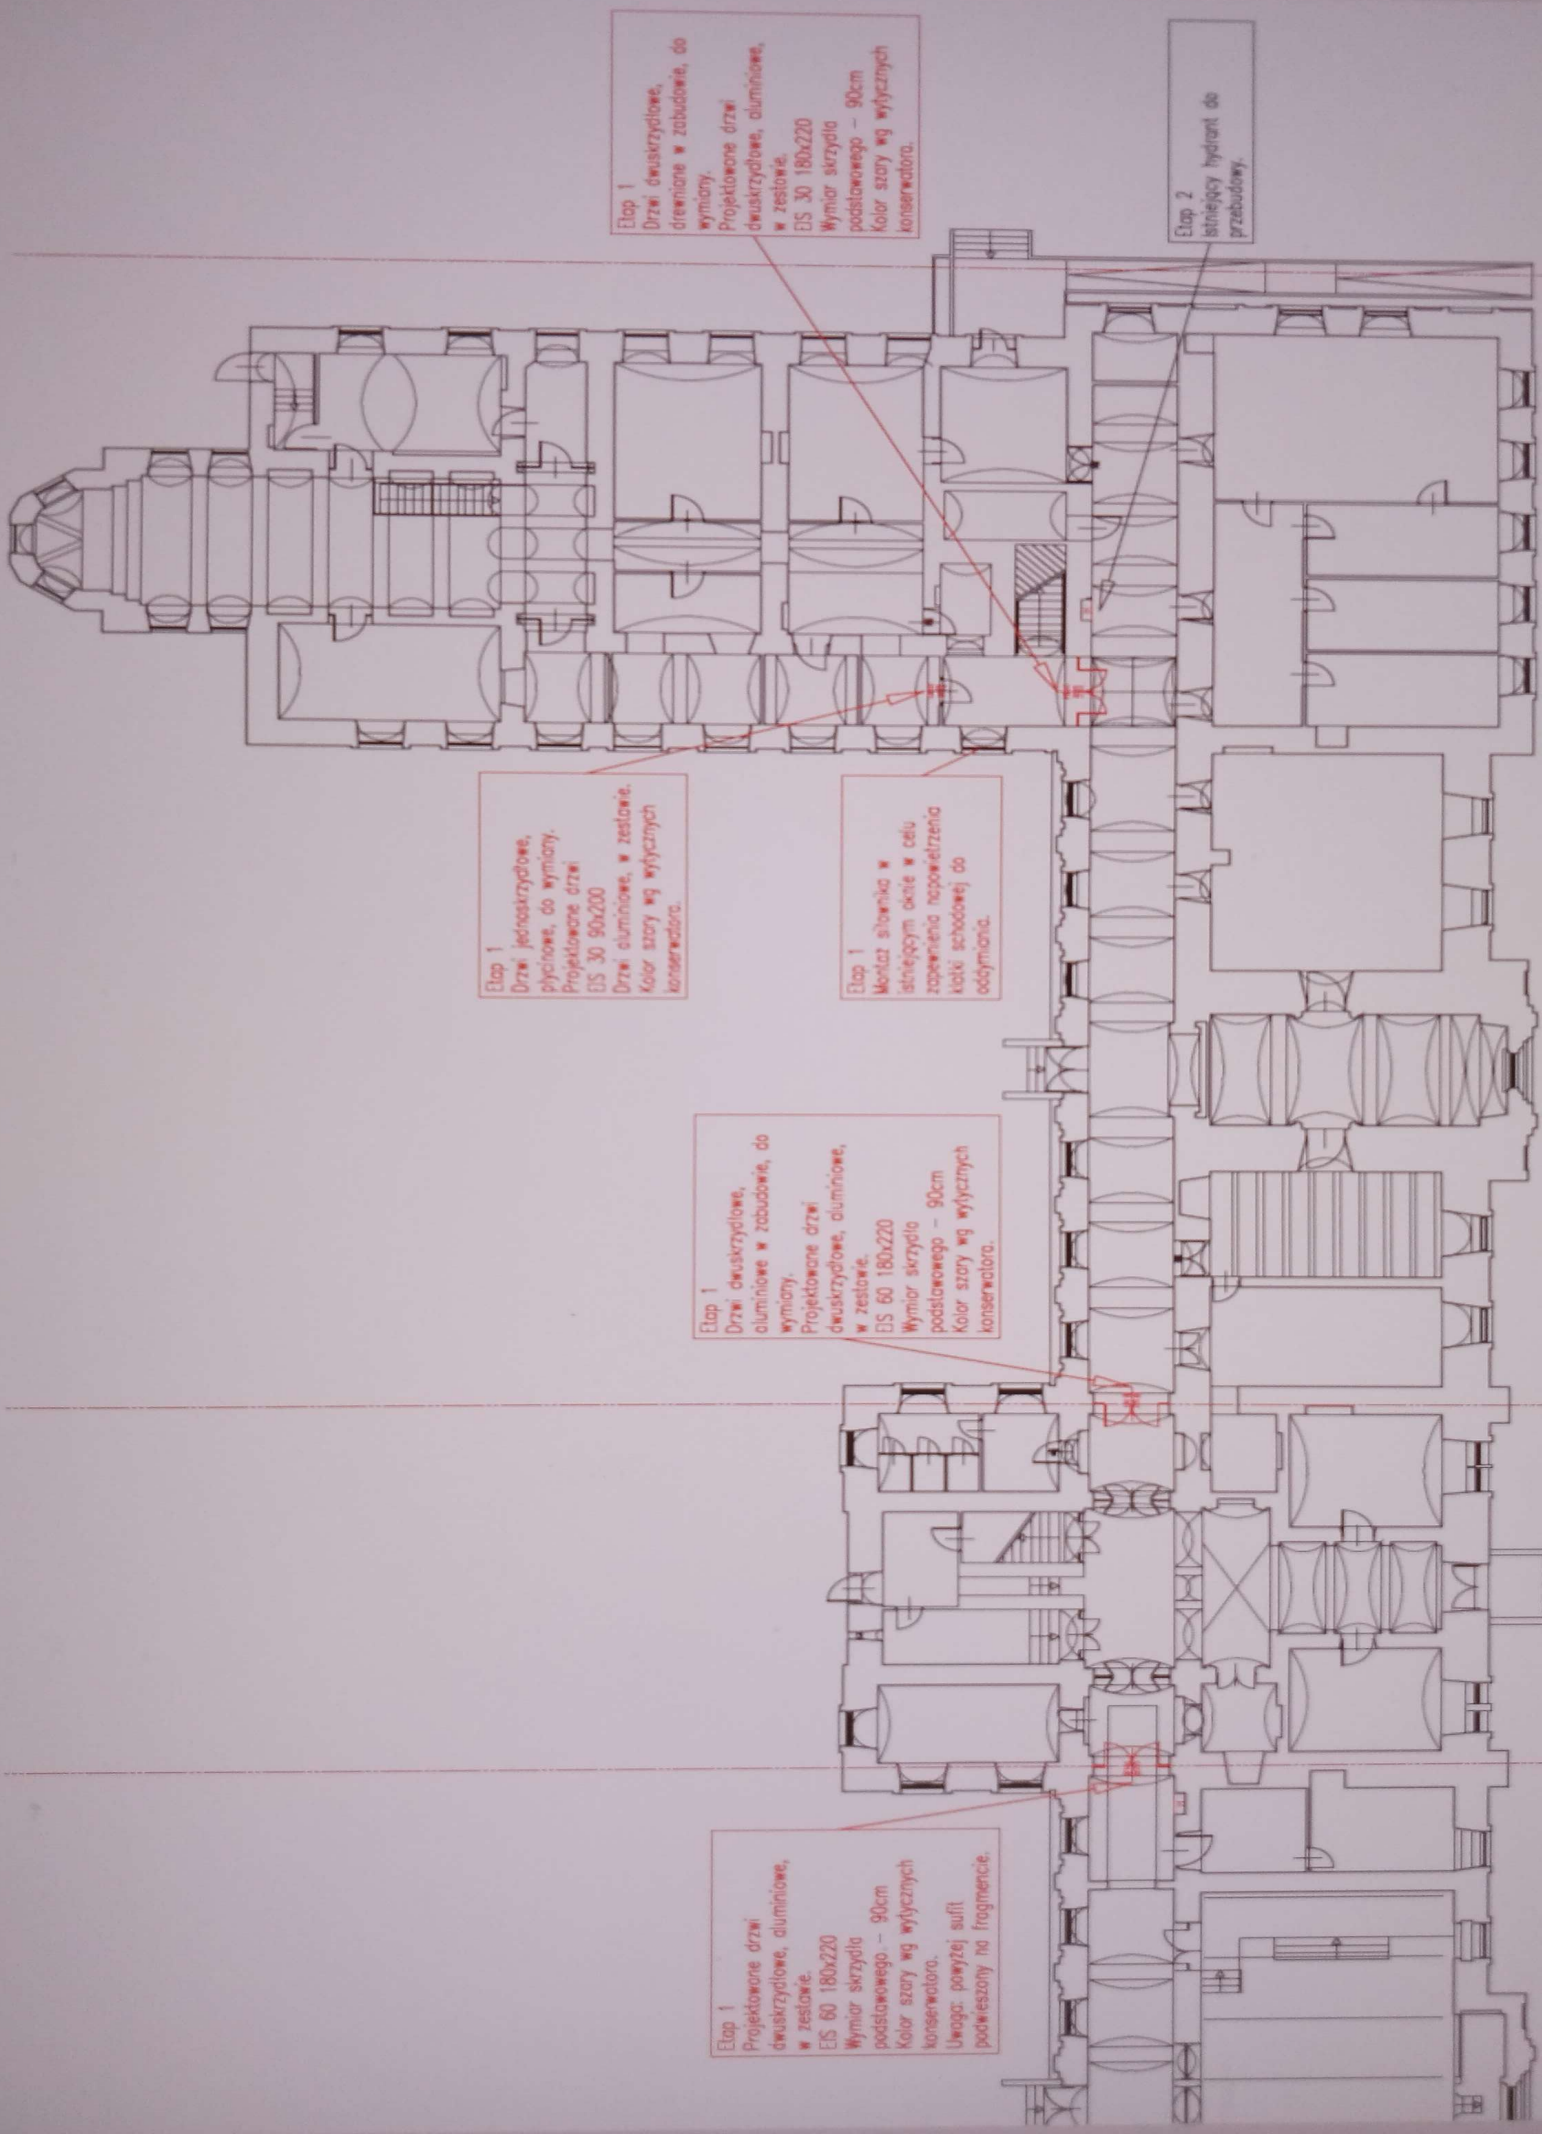 Etap 1
Projektowane drzwi
dwuskrzydłowe, aluminiowe,
w zestawie.
EIS 60 180x220
Wymiar skrzydła
podstawowego.– 90cm
Kolor szary wg wytycznych
konserwatora.
Uwaga: powyżej sufit
podwieszony na fragmencie.
Etap 1
Drzwi dwuskrzydłowe,
aluminiowe w zabudowie, do
wymiany.
Projektowane drzwi
dwuskrzydłowe, aluminiowe,
w zestawie.
EIS 60 180x220
Wymiar skrzydła
podstawowego – 90cm
Kolor szary wg wytycznych
konserwatora.
Etap 1
Drzwi jednoskrzydłowe,
płycinowe, do wymiany.
Projektowane drzwi
EIS 30 90x200
Drzwi aluminiowe, w zestawie.
Kolor szary wg wytycznych
konserwatora.
Etap 1
Montaż siłownika w
istniejącym oknie w celu
zapewnienia napowietrzenia
klatki schodowej do
oddymiania.
Etap 1
Drzwi dwuskrzydłowe,
drewniane w zabudowie, do
wymiany.
Projektowane drzwi
dwuskrzydłowe, aluminiowe,
w zestawie.
EIS 30 180x220
Wymiar skrzydła
podstawowego – 90cm
Kolor szary wg wytycznych
konserwatora.
Etap 2
Istniejący hydrant do
przebudowy.